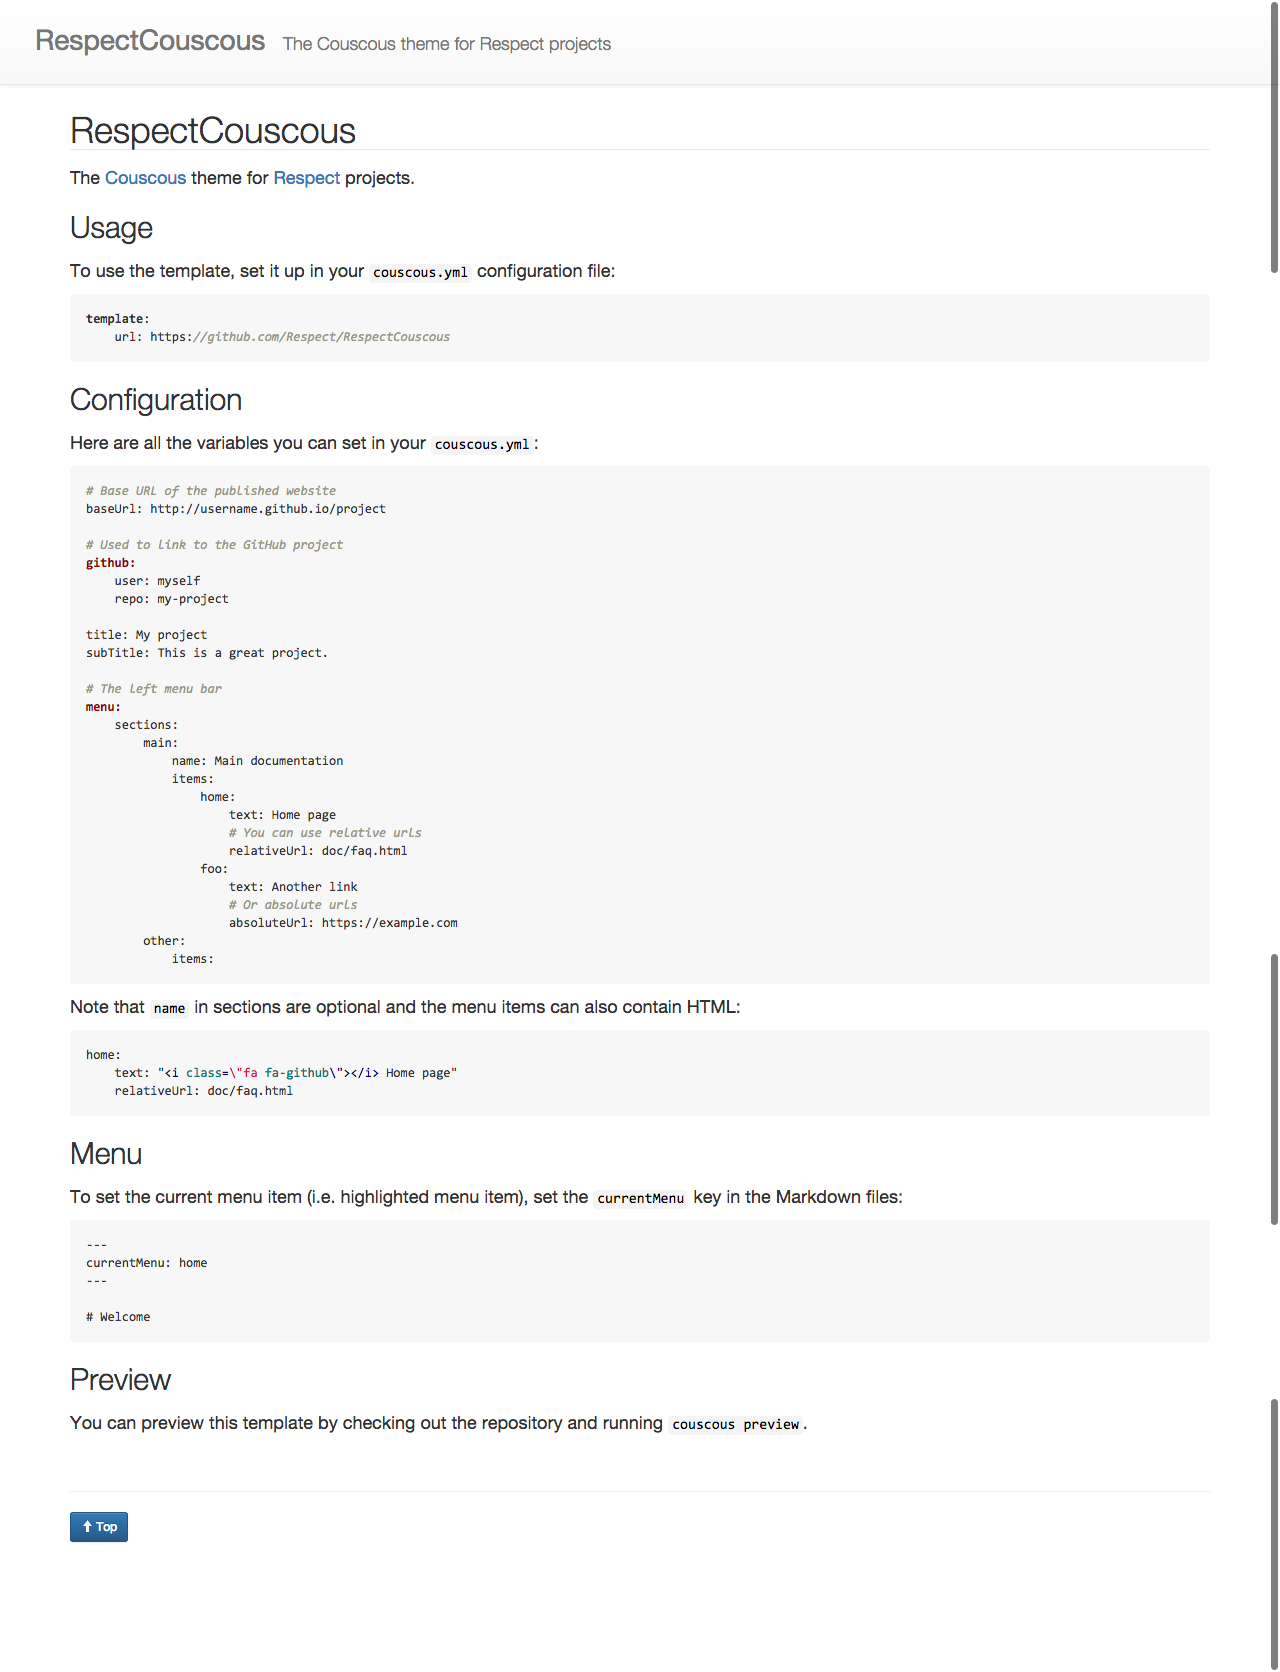 RespectCouscous The Couscous theme for Respect projects
RespectCouscous
The Couscous theme for Respect projects.
Usage
To use the template, set it up in your couscous.yml configuration file:
template:
    url: https://github.com/Respect/RespectCouscous
Configuration
Here are all the variables you can set in your couscous.yml:
# Base URL of the published website
baseUrl: http://username.github.io/project
# Used to link to the GitHub project
github:
    user: myself
    repo: my-project
title: My project
subTitle: This is a great project.
# The left menu bar
menu:
    sections:
        main:
            name: Main documentation
            items:
                home:
                    text: Home page
                    # You can use relative urls
                    relativeUrl: doc/faq.html
                foo:
                    text: Another link
                    # Or absolute urls
                    absoluteUrl: https://example.com
        other:
            items:
Note that name in sections are optional and the menu items can also contain HTML:
home:
    text: "<i class=\"fa fa-github\"></i> Home page"
    relativeUrl: doc/faq.html
Menu
To set the current menu item (i.e. highlighted menu item), set the currentMenu key in the Markdown files:
---
currentMenu: home
---
# Welcome
Preview
You can preview this template by checking out the repository and running couscous preview.
Top